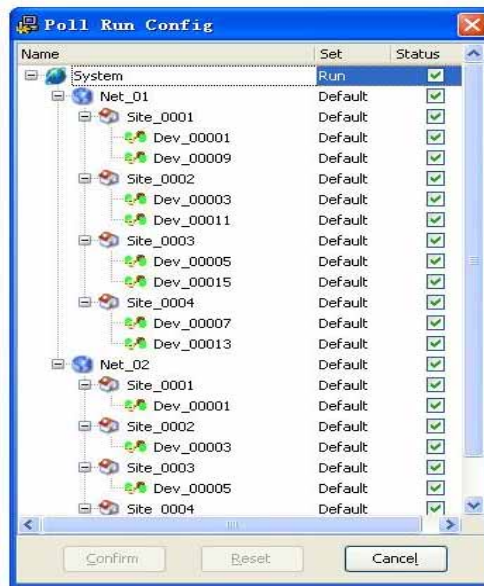 Poll Run Config
Name Set Status
System Run
Net_01 Default
Site_0001 Default
Dev_00001 Default
Dev_00009 Default
Site_0002 Default
Dev_00003 Default
Dev_00011 Default
Site_0003 Default
Dev_00005 Default
Dev_00015 Default
Site_0004 Default
Dev_00007 Default
Dev_00013 Default
Net_02 Default
Site_0001 Default
Dev_00001 Default
Site_0002 Default
Dev_00003 Default
Site_0003 Default
Dev_00005 Default
Site_0004 Default
Confirm Reset Cancel